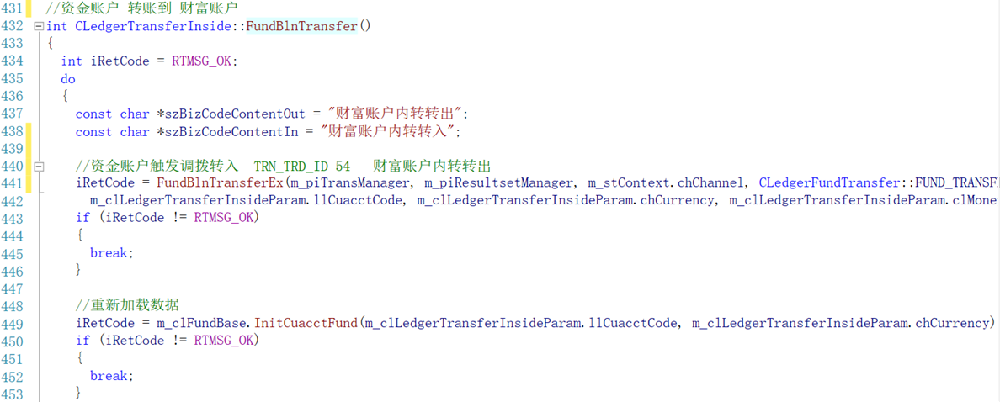 431 //资金账户 转账到 财富账户
432 int CLedgerTransferInside::FundBlnTransfer()
433 {
434 int iRetCode = RTMSG_OK;
435 do
436 {
437 const char *szBizCodeContentOut = "财富账户内转转出";
438 const char *szBizCodeContentIn = "财富账户内转转入";
439
440 //资金账户触发调拨转入 TRN_TRD_ID 54 财富账户内转转出
441 iRetCode = FundBlnTransferEx(m_piTransManager, m_piResultsetManager, m_stContext.chChannel, CLedgerFundTransfer::FUND_TRANSF
442 m_clLedgerTransferInsideParam.llCuacctCode, m_clLedgerTransferInsideParam.chCurrency, m_clLedgerTransferInsideParam.clMone
443 if (iRetCode != RTMSG_OK)
444 {
445 break;
446 }
447
448 //重新加载数据
449 iRetCode = m_clFundBase.InitCuacctFund(m_clLedgerTransferInsideParam.llCuacctCode, m_clLedgerTransferInsideParam.chCurrency)
450 if (iRetCode != RTMSG_OK)
451 {
452 break;
453 }